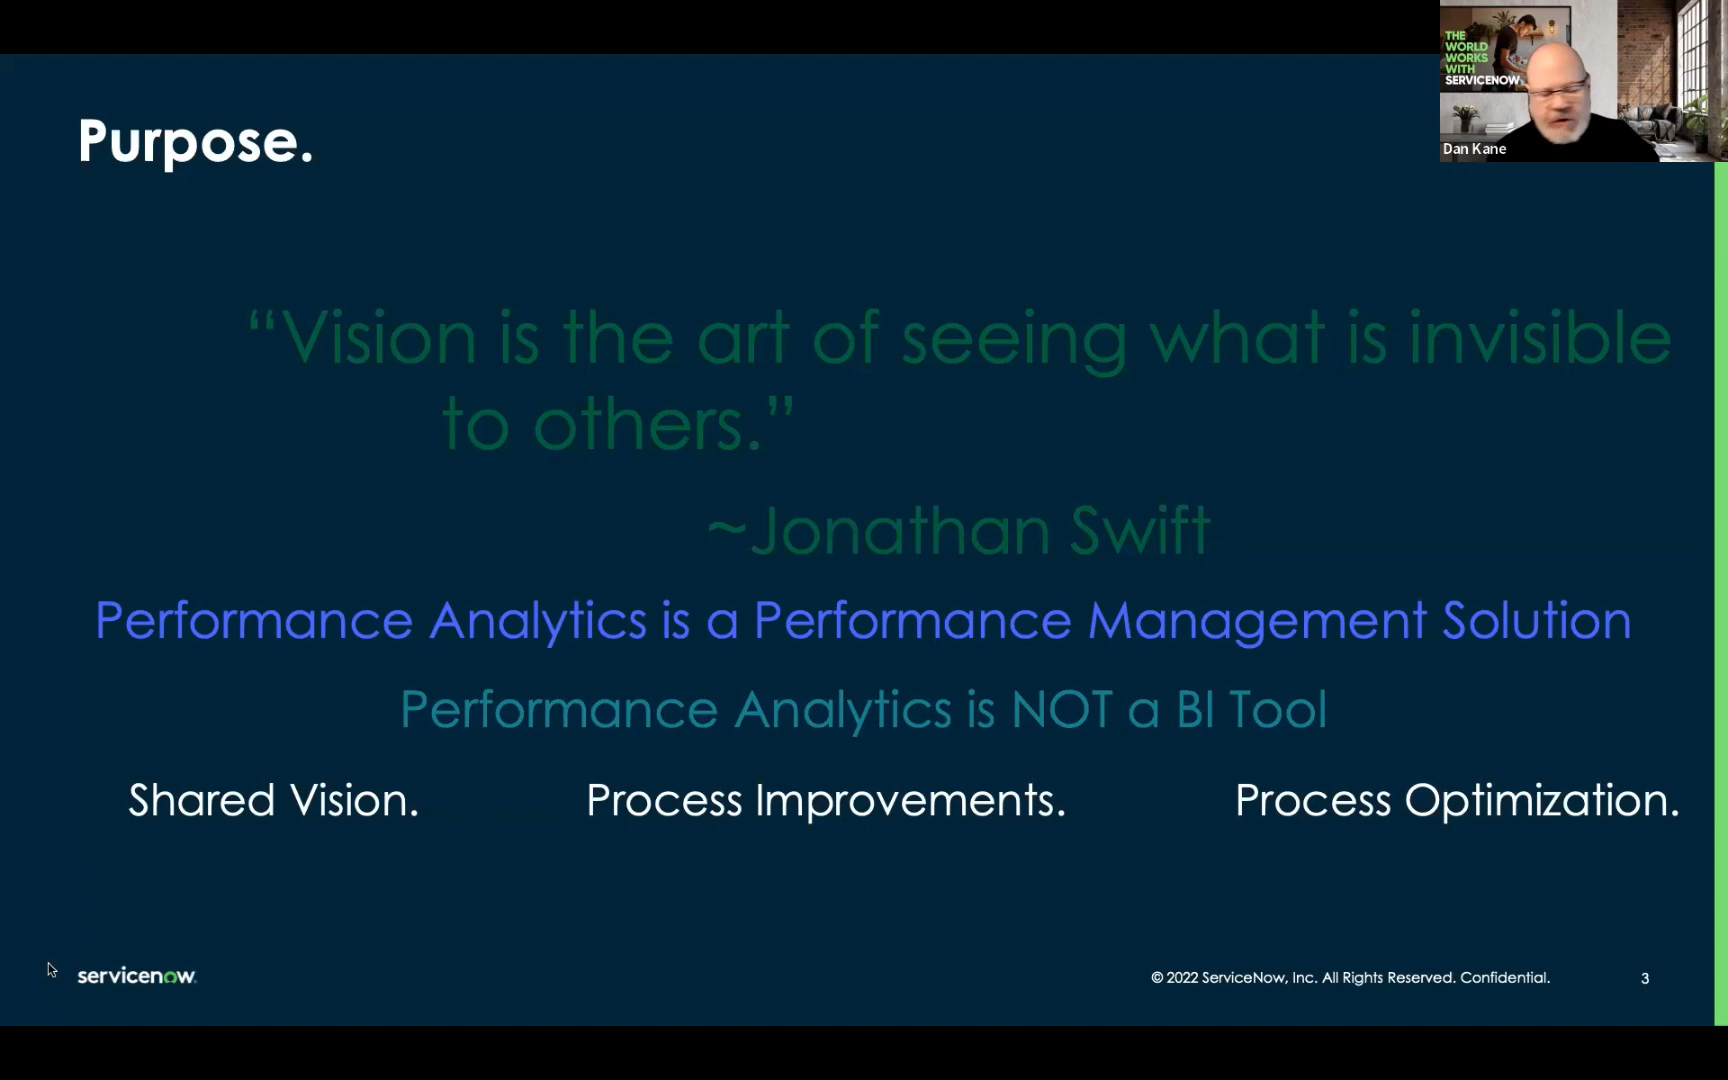 THE
WORLD
WORKS
WITH
SERVICENOW
Dan Kane
Purpose.
“Vision is the art of seeing what is invisible
to others.”
~Jonathan Swift
Performance Analytics is a Performance Management Solution
Performance Analytics is NOT a BI Tool
Shared Vision. Process Improvements. Process Optimization.
servicenow.
© 2022 ServiceNow, Inc. All Rights Reserved. Confidential. 3